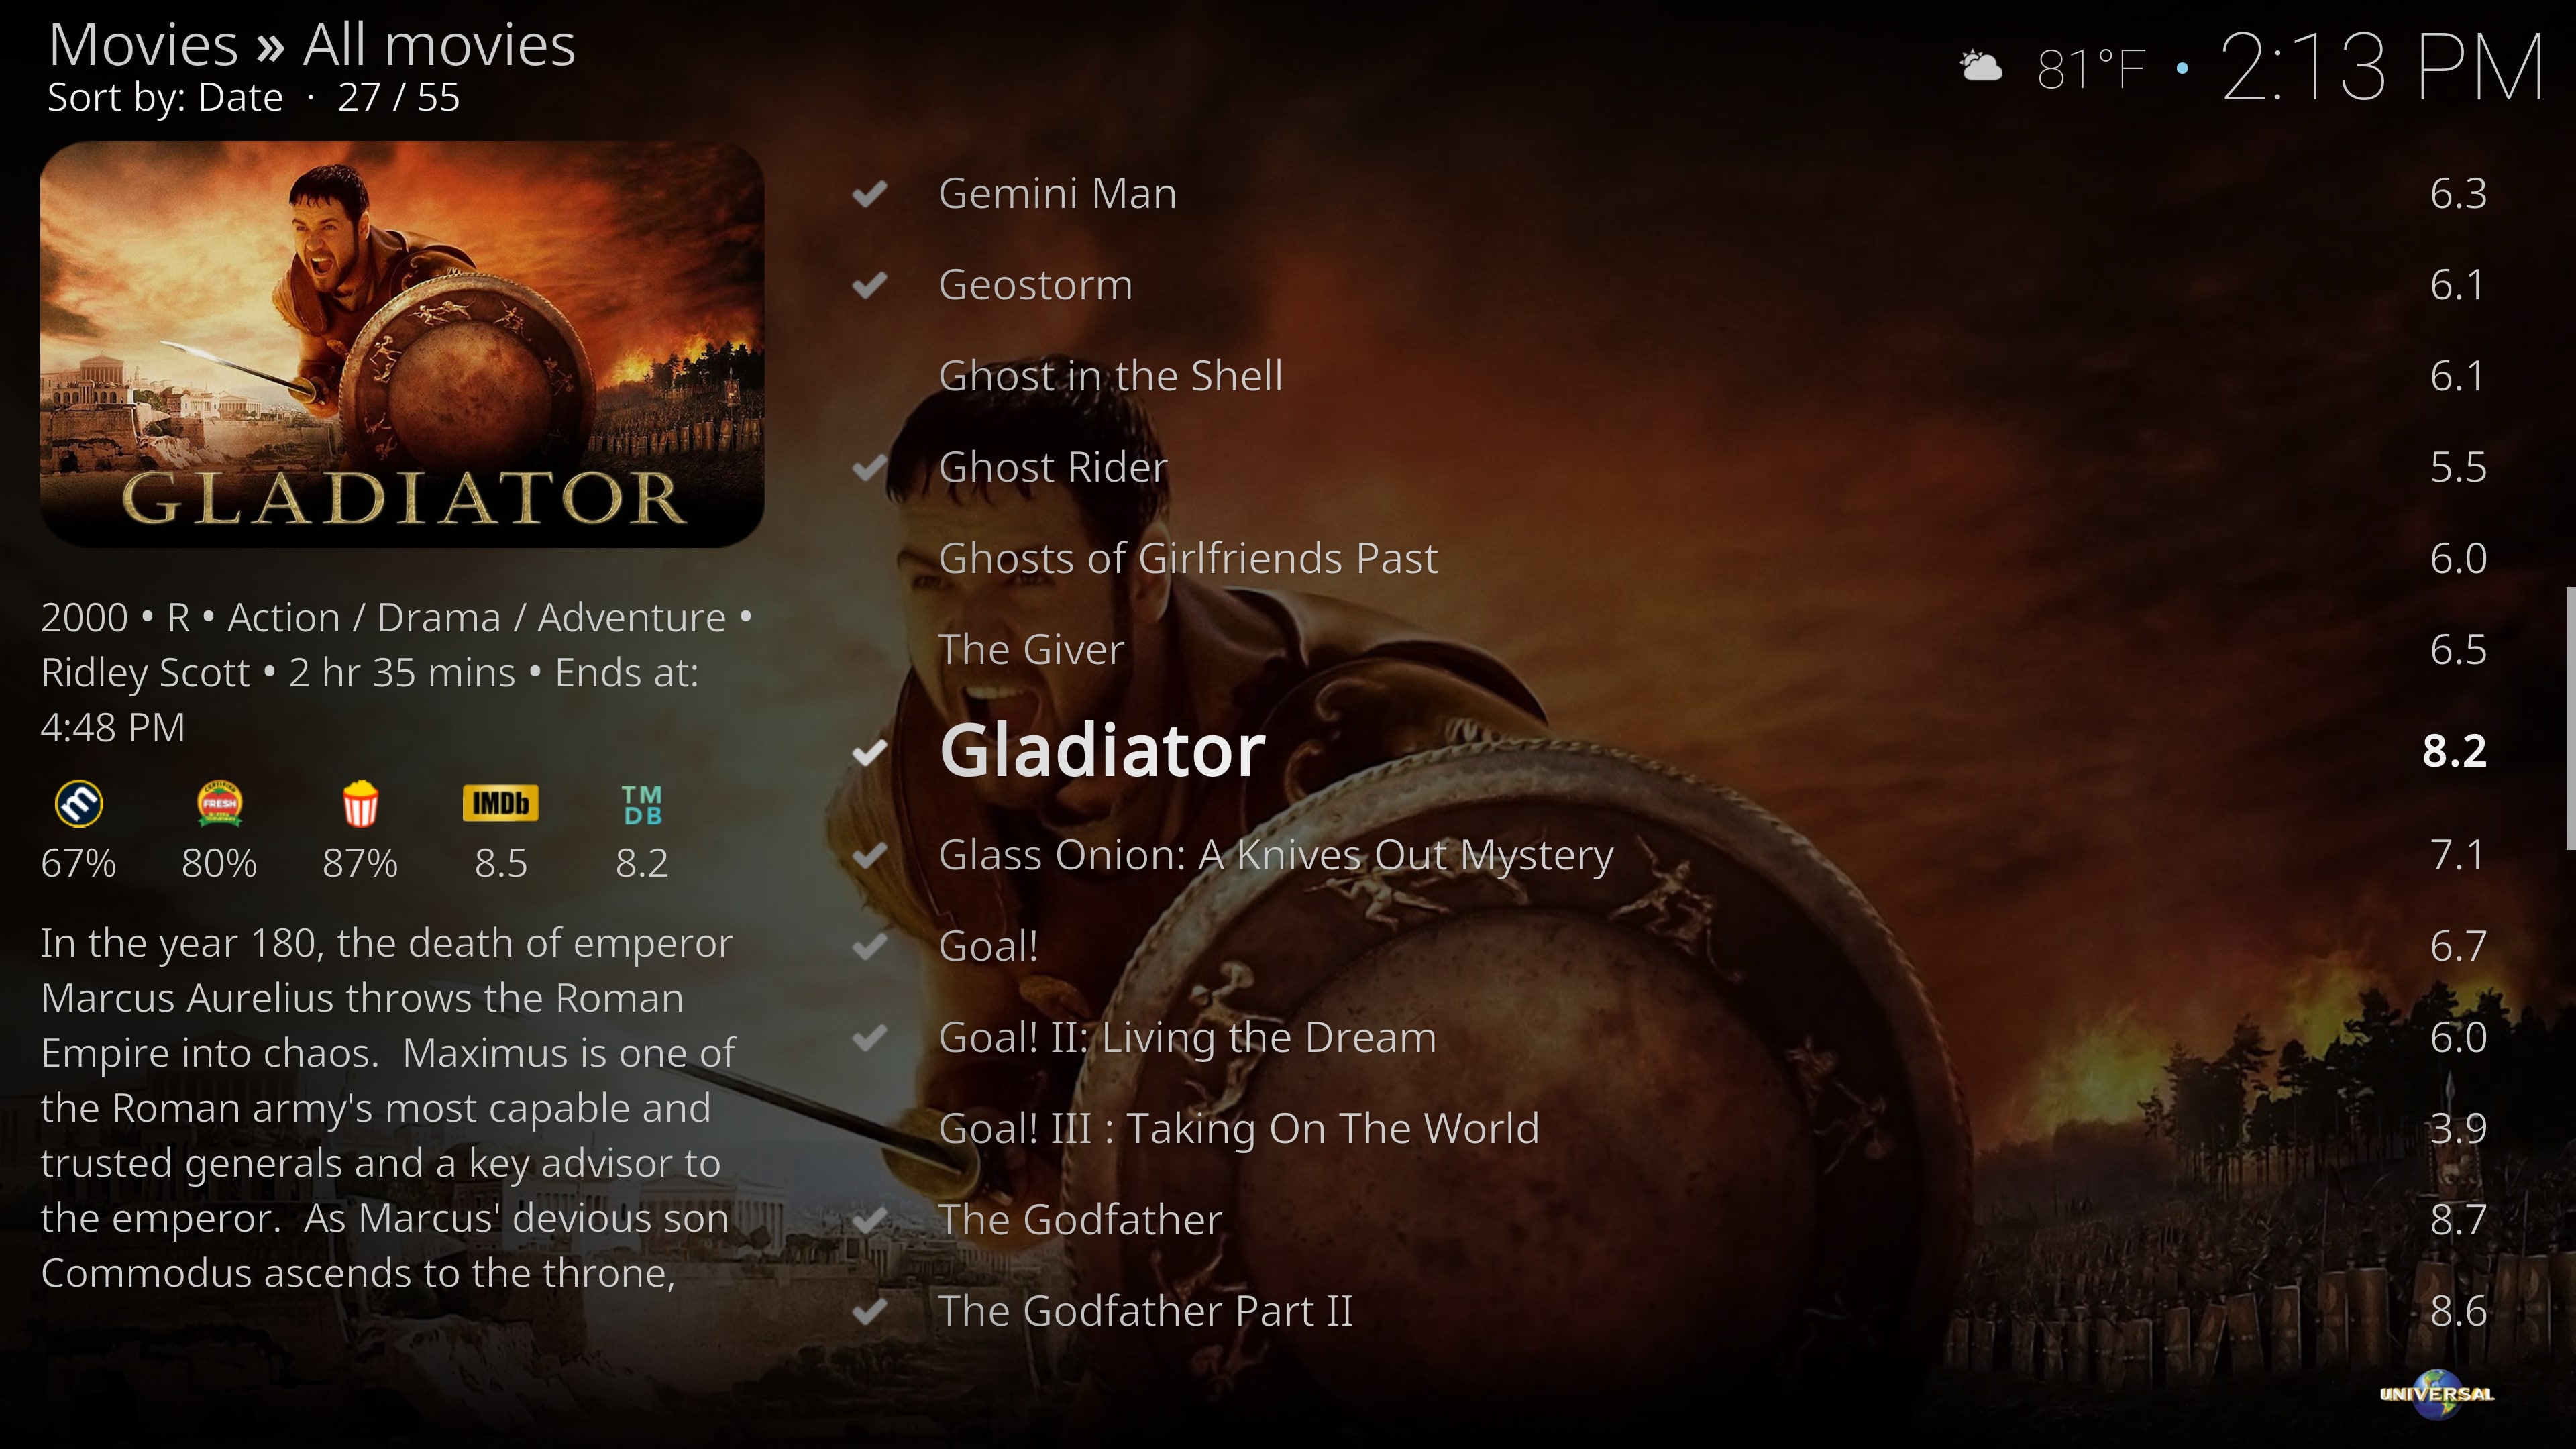 Movies » All movies
Sort by: Date · 27 / 55
81°F • 2:13 PM
GLADIATOR
2000 • R • Action / Drama / Adventure •
Ridley Scott • 2 hr 35 mins • Ends at:
4:48 PM
m CERTIFIED FRESH IMDb TMDB
67% 80% 87% 8.5 8.2
In the year 180, the death of emperor
Marcus Aurelius throws the Roman
Empire into chaos.  Maximus is one of
the Roman army's most capable and
trusted generals and a key advisor to
the emperor.  As Marcus' devious son
Commodus ascends to the throne,
Gemini Man 6.3
Geostorm 6.1
Ghost in the Shell 6.1
Ghost Rider 5.5
Ghosts of Girlfriends Past 6.0
The Giver 6.5
Gladiator 8.2
Glass Onion: A Knives Out Mystery 7.1
Goal! 6.7
Goal! II: Living the Dream 6.0
Goal! III : Taking On The World 3.9
The Godfather 8.7
The Godfather Part II 8.6
UNIVERSAL